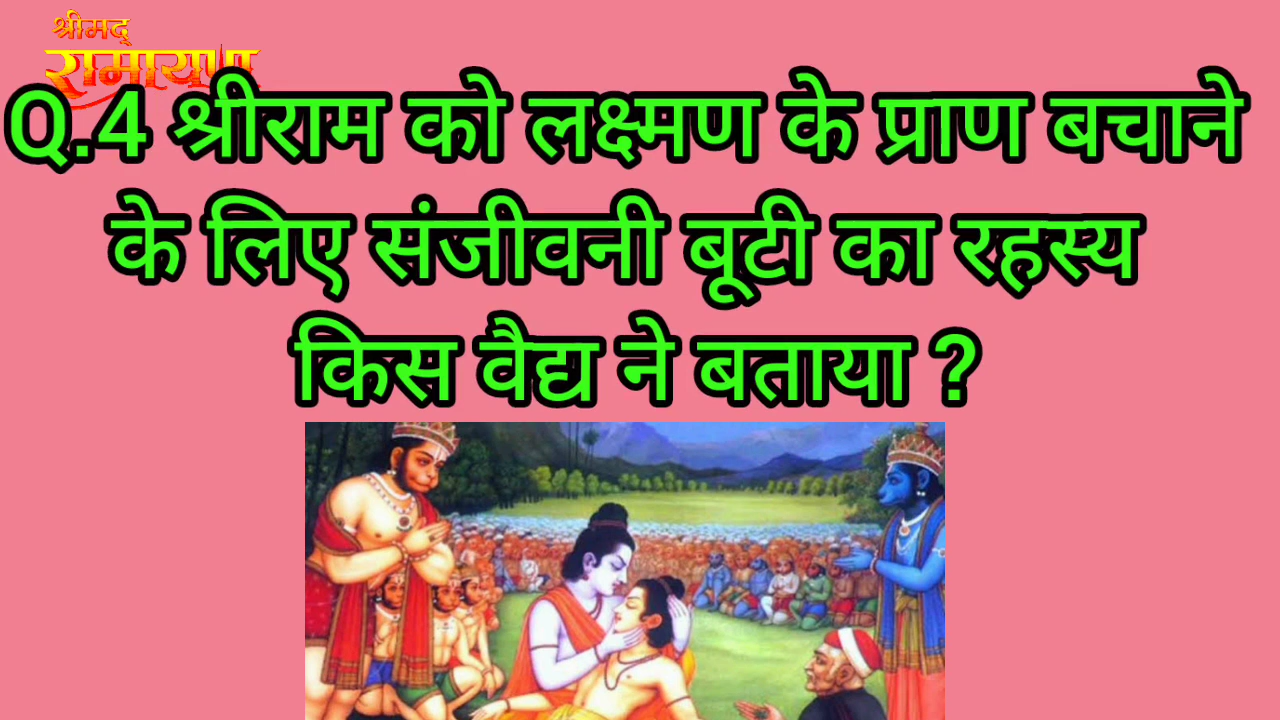 श्रीमद्
रामायण
Q.4 श्रीराम को लक्ष्मण के प्राण बचाने
के लिए संजीवनी बूटी का रहस्य
किस वैद्य ने बताया ?